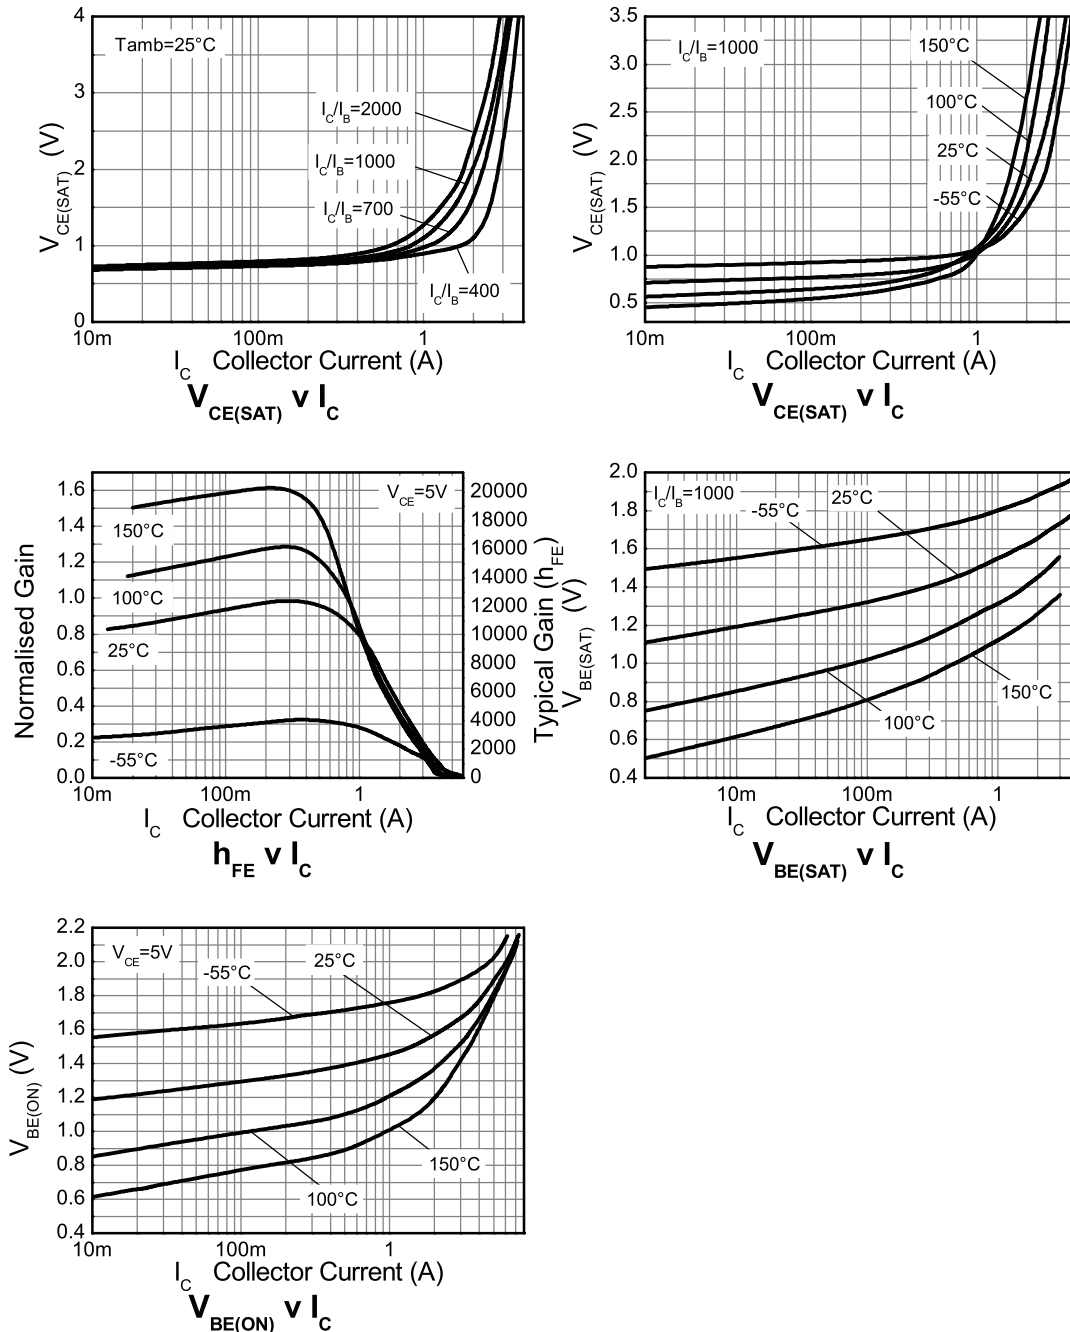 4
3
2
1
0
10m
100m
1
V_CE(SAT) (V)
Tamb=25°C
I_C/I_B=2000
I_C/I_B=1000
I_C/I_B=700
I_C/I_B=400
I_C Collector Current (A)
V_CE(SAT) v I_C
3.5
3.0
2.5
2.0
1.5
1.0
0.5
10m
100m
1
V_CE(SAT) (V)
I_C/I_B=1000
150°C
100°C
25°C
-55°C
I_C Collector Current (A)
V_CE(SAT) v I_C
1.6
1.4
1.2
1.0
0.8
0.6
0.4
0.2
0.0
10m
100m
1
Normalised Gain
V_CE=5V
150°C
100°C
25°C
-55°C
20000
18000
16000
14000
12000
10000
8000
6000
4000
2000
0
Typical Gain (h_FE)
I_C Collector Current (A)
h_FE v I_C
2.0
1.8
1.6
1.4
1.2
1.0
0.8
0.6
0.4
10m
100m
1
V_BE(SAT) (V)
I_C/I_B=1000
-55°C
25°C
150°C
100°C
I_C Collector Current (A)
V_BE(SAT) v I_C
2.2
2.0
1.8
1.6
1.4
1.2
1.0
0.8
0.6
0.4
10m
100m
1
V_BE(ON) (V)
V_CE=5V
-55°C
25°C
150°C
100°C
I_C Collector Current (A)
V_BE(ON) v I_C